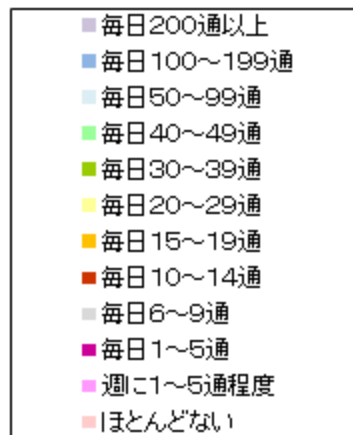 毎日200通以上
毎日100～199通
毎日50～99通
毎日40～49通
毎日30～39通
毎日20～29通
毎日15～19通
毎日10～14通
毎日6～9通
毎日1～5通
週に1～5通程度
ほとんどない